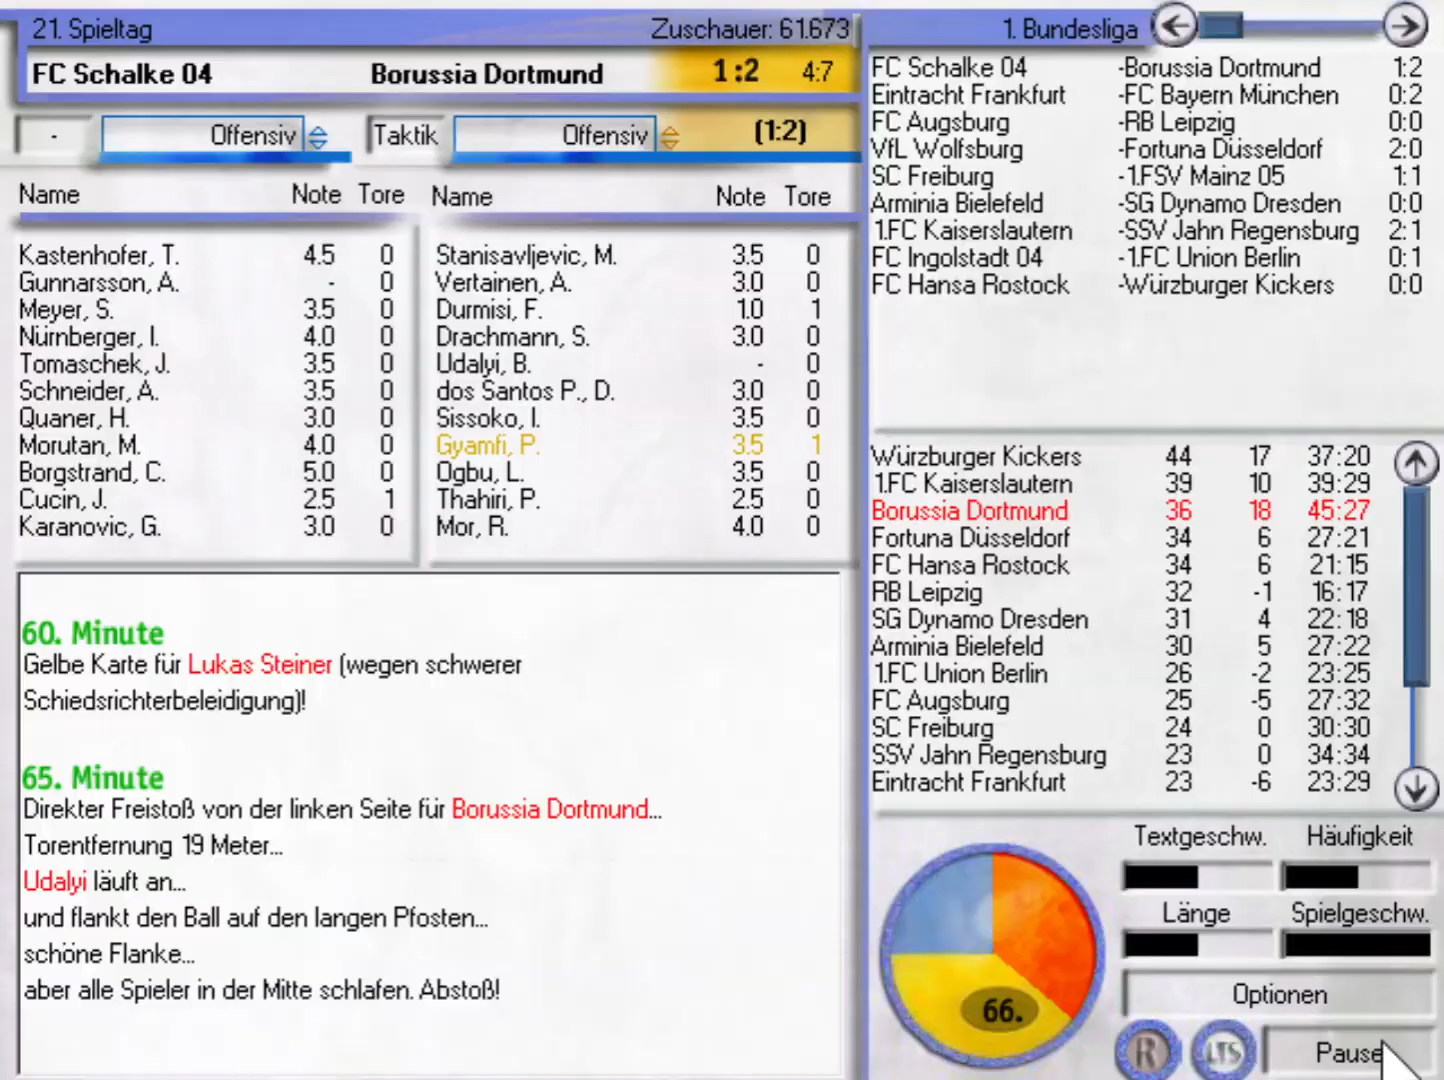 21. Spieltag
Zuschauer: 61.673
FC Schalke 04 Borussia Dortmund 1:2 4:7
- Offensiv Taktik Offensiv (1:2)
Name Note Tore Name Note Tore
Kastenhofer, T. 4.5 0 Stanisavljevic, M. 3.5 0
Gunnarsson, A. - 0 Vertainen, A. 3.0 0
Meyer, S. 3.5 0 Durmisi, F. 1.0 1
Nürnberger, I. 4.0 0 Drachmann, S. 3.0 0
Tomaschek, J. 3.5 0 Udalyi, B. - 0
Schneider, A. 3.5 0 dos Santos P., D. 3.0 0
Quaner, H. 3.0 0 Sissoko, I. 3.5 0
Morutan, M. 4.0 0 Gyamfi, P. 3.5 1
Borgstrand, C. 5.0 0 Ogbu, L. 3.5 0
Cucin, J. 2.5 1 Thahiri, P. 2.5 0
Karanovic, G. 3.0 0 Mor, R. 4.0 0
60. Minute
Gelbe Karte für Lukas Steiner (wegen schwerer
Schiedsrichterbeleidigung)!
65. Minute
Direkter Freistoß von der linken Seite für Borussia Dortmund...
Torentfernung 19 Meter...
Udalyi läuft an...
und flankt den Ball auf den langen Pfosten...
schöne Flanke...
aber alle Spieler in der Mitte schlafen. Abstoß!
1. Bundesliga
FC Schalke 04 -Borussia Dortmund 1:2
Eintracht Frankfurt -FC Bayern München 0:2
FC Augsburg -RB Leipzig 0:0
VfL Wolfsburg -Fortuna Düsseldorf 2:0
SC Freiburg -1.FSV Mainz 05 1:1
Arminia Bielefeld -SG Dynamo Dresden 0:0
1.FC Kaiserslautern -SSV Jahn Regensburg 2:1
FC Ingolstadt 04 -1.FC Union Berlin 0:1
FC Hansa Rostock -Würzburger Kickers 0:0
Würzburger Kickers 44 17 37:20
1.FC Kaiserslautern 39 10 39:29
Borussia Dortmund 36 18 45:27
Fortuna Düsseldorf 34 6 27:21
FC Hansa Rostock 34 6 21:15
RB Leipzig 32 -1 16:17
SG Dynamo Dresden 31 4 22:18
Arminia Bielefeld 30 5 27:22
1.FC Union Berlin 26 -2 23:25
FC Augsburg 25 -5 27:32
SC Freiburg 24 0 30:30
SSV Jahn Regensburg 23 0 34:34
Eintracht Frankfurt 23 -6 23:29
Textgeschw. Häufigkeit
Länge Spielgeschw.
66.
Optionen
R LTS Pause